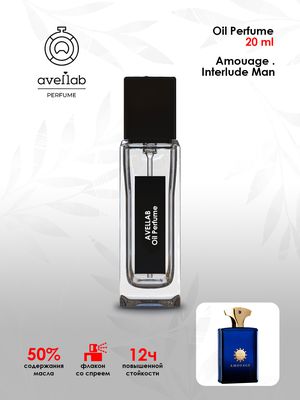 Oil Perfume
20 ml
Amouage .
Interlude Man
avellab
PERFUME
AVELLAB
Oil Perfume
50%
содержания
масла
флакон
со спреем
12ч
повышенной
стойкости
AMOUAGE